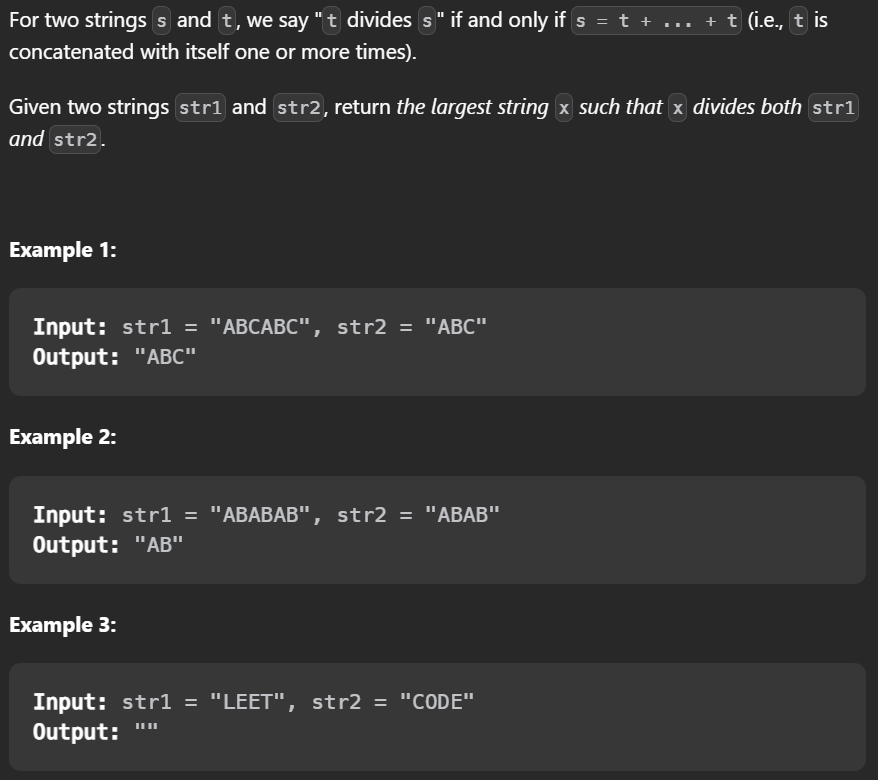 For two strings s and t, we say "t divides s" if and only if s = t + ... + t (i.e., t is
concatenated with itself one or more times).
Given two strings str1 and str2, return the largest string x such that x divides both str1
and str2.
Example 1:
Input: str1 = "ABCABC", str2 = "ABC"
Output: "ABC"
Example 2:
Input: str1 = "ABABAB", str2 = "ABAB"
Output: "AB"
Example 3:
Input: str1 = "LEET", str2 = "CODE"
Output: ""